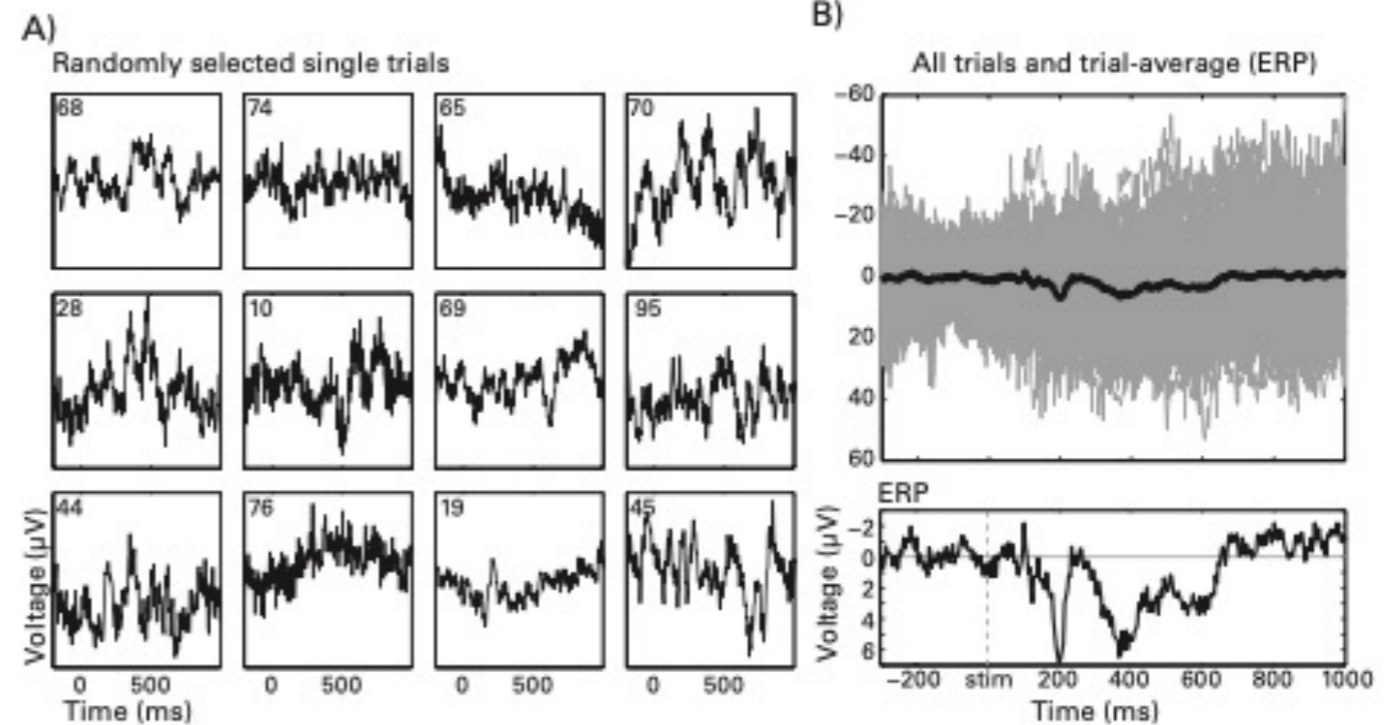 A)
Randomly selected single trials
68
74
65
70
28
10
69
95
44
76
19
45
Voltage (µV)
0 500
0 500
0 500
0 500
Time (ms)
B)
All trials and trial-average (ERP)
−60
−40
−20
0
20
40
60
ERP
Voltage (µV)
−2
0
2
4
6
−200 stim 200 400 600 800 1000
Time (ms)